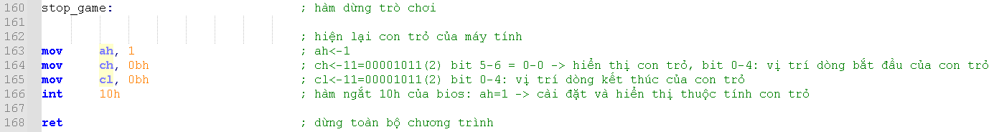 160 stop_game: ; hàm dừng trò chơi
161
162 ; hiện lại con trỏ của máy tính
163 mov ah, 1 ; ah<-1
164 mov ch, 0bh ; ch<-11=00001011(2) bit 5-6 = 0-0 -> hiển thị con trỏ, bit 0-4: vị trí dòng bắt đầu của con trỏ
165 mov cl, 0bh ; cl<-11=00001011(2) bit 0-4: vị trí dòng kết thúc của con trỏ
166 int 10h ; hàm ngắt 10h của bios: ah=1 -> cài đặt và hiển thị thuộc tính con trỏ
167
168 ret ; dừng toàn bộ chương trình